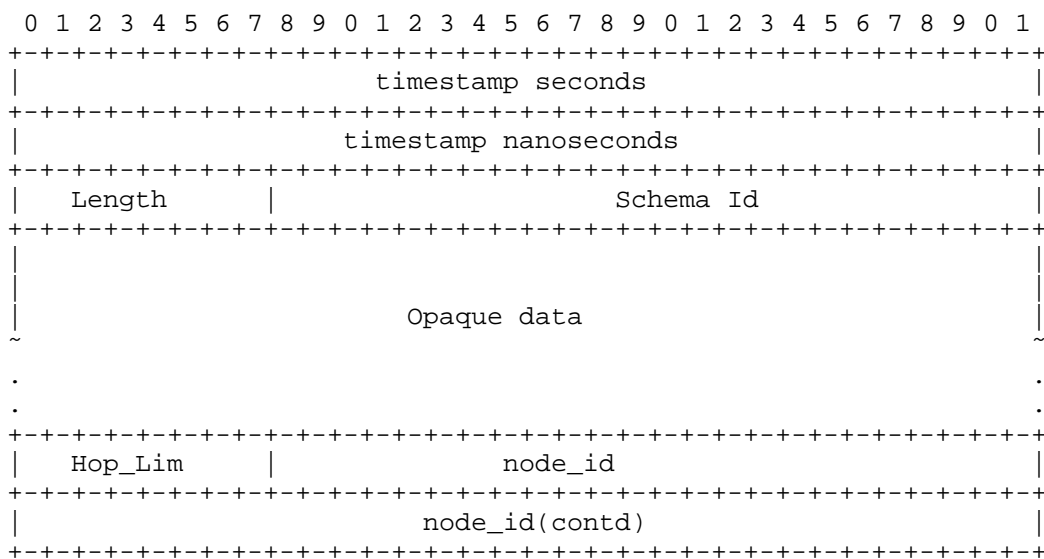 0 1 2 3 4 5 6 7 8 9 0 1 2 3 4 5 6 7 8 9 0 1 2 3 4 5 6 7 8 9 0 1
+-+-+-+-+-+-+-+-+-+-+-+-+-+-+-+-+-+-+-+-+-+-+-+-+-+-+-+-+-+-+-+-+
| timestamp seconds |
+-+-+-+-+-+-+-+-+-+-+-+-+-+-+-+-+-+-+-+-+-+-+-+-+-+-+-+-+-+-+-+-+
| timestamp nanoseconds |
+-+-+-+-+-+-+-+-+-+-+-+-+-+-+-+-+-+-+-+-+-+-+-+-+-+-+-+-+-+-+-+-+
| Length | Schema Id |
+-+-+-+-+-+-+-+-+-+-+-+-+-+-+-+-+-+-+-+-+-+-+-+-+-+-+-+-+-+-+-+-+
| |
| |
| Opaque data |
~ ~
. .
. .
+-+-+-+-+-+-+-+-+-+-+-+-+-+-+-+-+-+-+-+-+-+-+-+-+-+-+-+-+-+-+-+-+
| Hop_Lim | node_id |
+-+-+-+-+-+-+-+-+-+-+-+-+-+-+-+-+-+-+-+-+-+-+-+-+-+-+-+-+-+-+-+-+
| node_id(contd) |
+-+-+-+-+-+-+-+-+-+-+-+-+-+-+-+-+-+-+-+-+-+-+-+-+-+-+-+-+-+-+-+-+